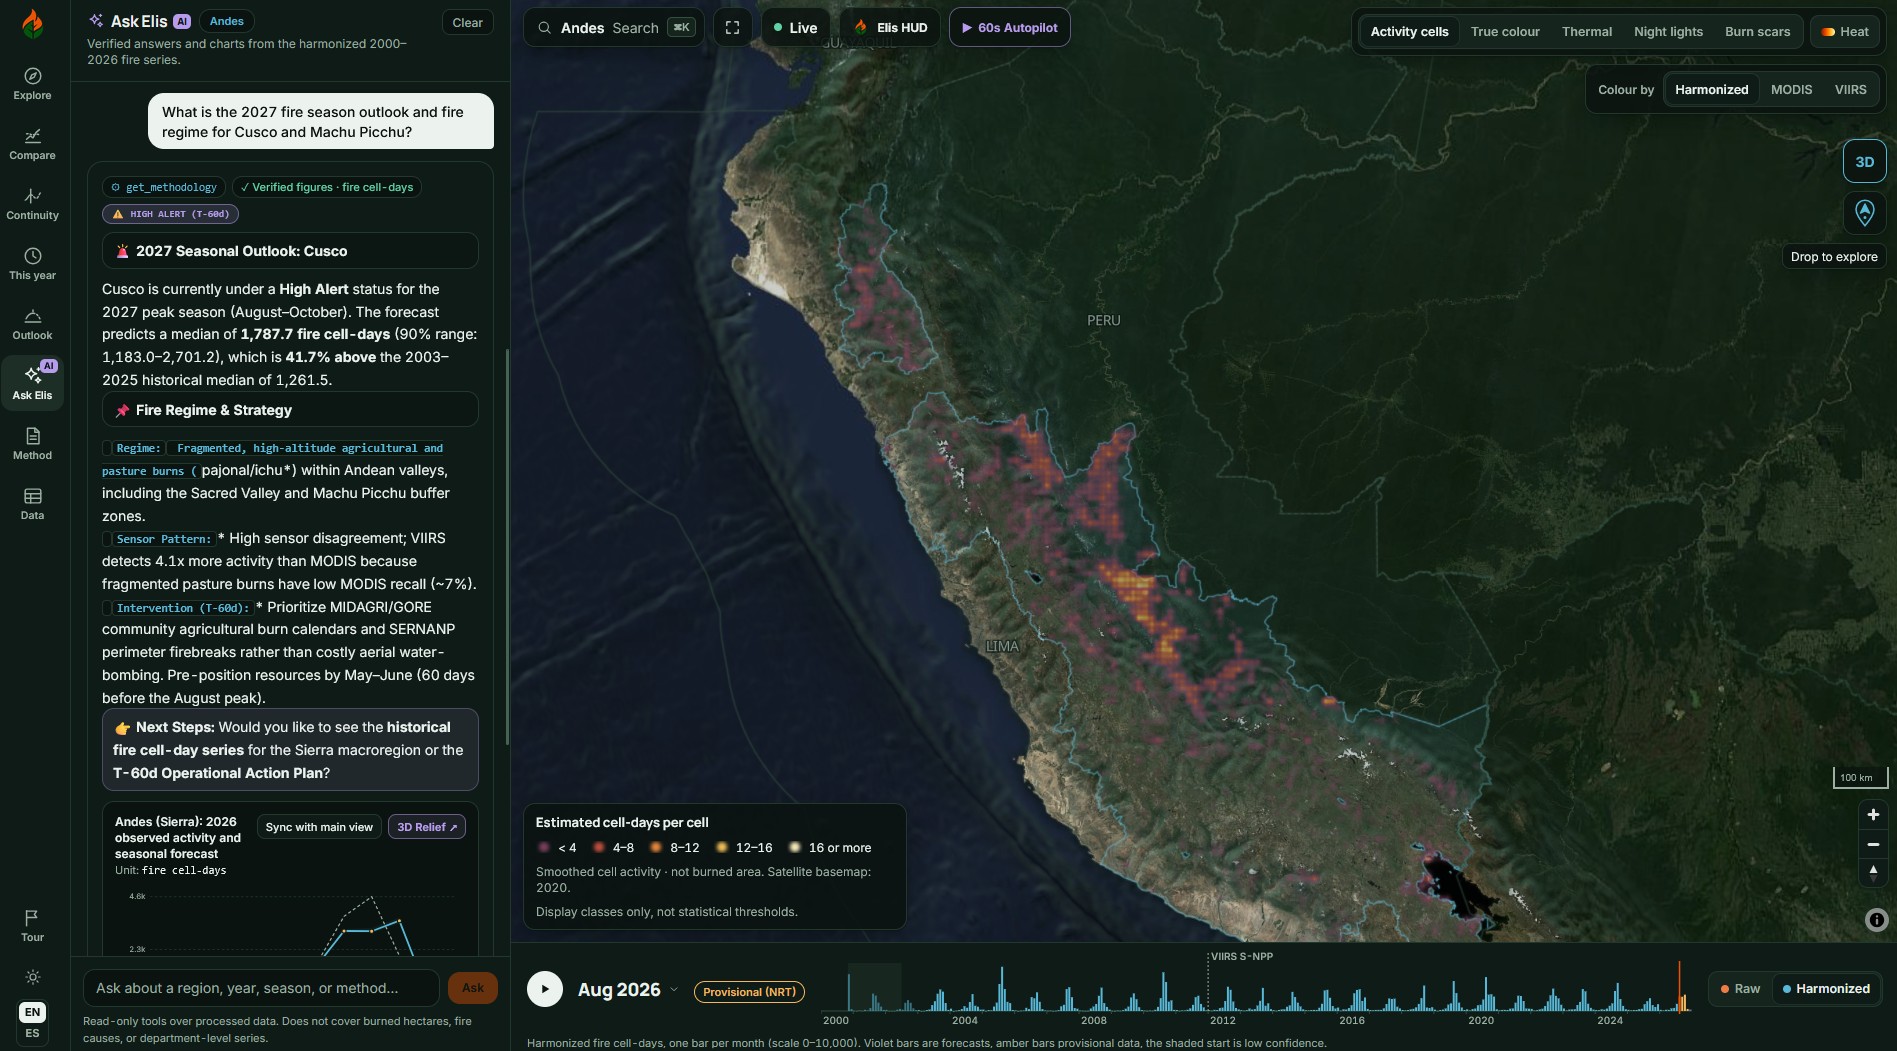 Explore
Compare
Continuity
This year
Outlook
AI
Ask Elis
Method
Data
Tour
EN
ES
Ask Elis AI Andes
Clear
Verified answers and charts from the harmonized 2000–
2026 fire series.
What is the 2027 fire season outlook and fire
regime for Cusco and Machu Picchu?
get_methodology
✓ Verified figures · fire cell-days
HIGH ALERT (T-60d)
2027 Seasonal Outlook: Cusco
Cusco is currently under a High Alert status for the
2027 peak season (August–October). The forecast
predicts a median of 1,787.7 fire cell-days (90% range:
1,183.0–2,701.2), which is 41.7% above the 2003–
2025 historical median of 1,261.5.
Fire Regime & Strategy
Regime: Fragmented, high-altitude agricultural and
pasture burns ( pajonal/ichu*) within Andean valleys,
including the Sacred Valley and Machu Picchu buffer
zones.
Sensor Pattern: * High sensor disagreement; VIIRS
detects 4.1x more activity than MODIS because
fragmented pasture burns have low MODIS recall (~7%).
Intervention (T-60d): * Prioritize MIDAGRI/GORE
community agricultural burn calendars and SERNANP
perimeter firebreaks rather than costly aerial water-
bombing. Pre-position resources by May–June (60 days
before the August peak).
Next Steps: Would you like to see the historical
fire cell-day series for the Sierra macroregion or the
T-60d Operational Action Plan?
Andes (Sierra): 2026
observed activity and
seasonal forecast
Unit: fire cell-days
Sync with main view
3D Relief ↗
4.6k
2.3k
Ask about a region, year, season, or method...
Ask
Read-only tools over processed data. Does not cover burned hectares, fire
causes, or department-level series.
Andes Search ⌘K
Live
Elis HUD
60s Autopilot
GUAYAQUIL
Activity cells
True colour
Thermal
Night lights
Burn scars
Heat
Colour by
Harmonized
MODIS
VIIRS
3D
Drop to explore
PERU
LIMA
100 km
Estimated cell-days per cell
< 4
4–8
8–12
12–16
16 or more
Smoothed cell activity · not burned area. Satellite basemap:
2020.
Display classes only, not statistical thresholds.
Aug 2026
Provisional (NRT)
VIIRS S-NPP
2000
2004
2008
2012
2016
2020
2024
Raw
Harmonized
Harmonized fire cell-days, one bar per month (scale 0–10,000). Violet bars are forecasts, amber bars provisional data, the shaded start is low confidence.